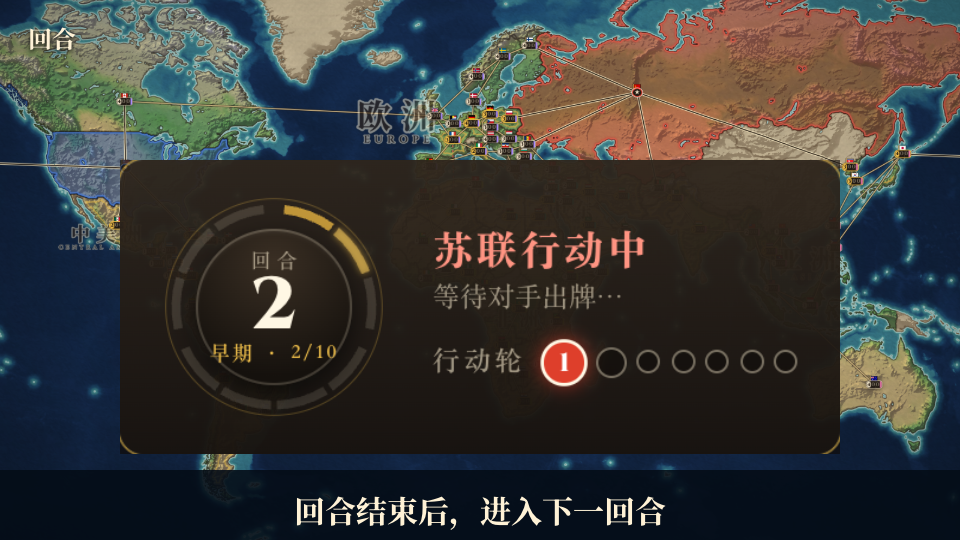 回合
欧洲
EUROPE
回合
2
早期 · 2/10
苏联行动中
等待对手出牌…
行动轮 1
回合结束后，进入下一回合